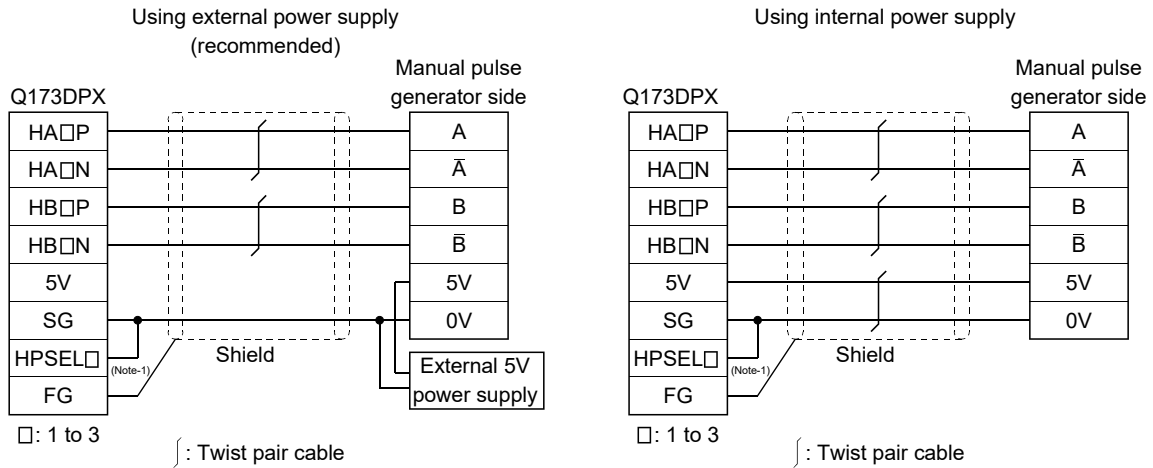 Using external power supply
(recommended)
Manual pulse
generator side
Q173DPX
HA□P
HA□N
HB□P
HB□N
5V
SG
HPSEL□
FG
(Note-1)
Shield
A
A̅
B
B̅
5V
0V
External 5V
power supply
□: 1 to 3
: Twist pair cable
Using internal power supply
Manual pulse
generator side
Q173DPX
HA□P
HA□N
HB□P
HB□N
5V
SG
HPSEL□
FG
(Note-1)
Shield
A
A̅
B
B̅
5V
0V
□: 1 to 3
: Twist pair cable